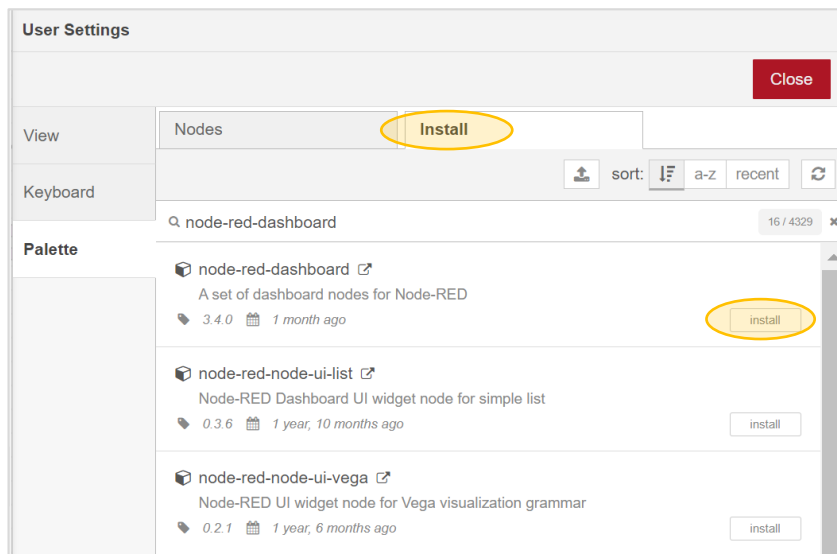 User Settings
Close
View
Keyboard
Palette
Nodes
Install
sort: a-z recent
node-red-dashboard
16 / 4329
node-red-dashboard
A set of dashboard nodes for Node-RED
3.4.0 1 month ago
install
node-red-node-ui-list
Node-RED Dashboard UI widget node for simple list
0.3.6 1 year, 10 months ago
install
node-red-node-ui-vega
Node-RED UI widget node for Vega visualization grammar
0.2.1 1 year, 6 months ago
install